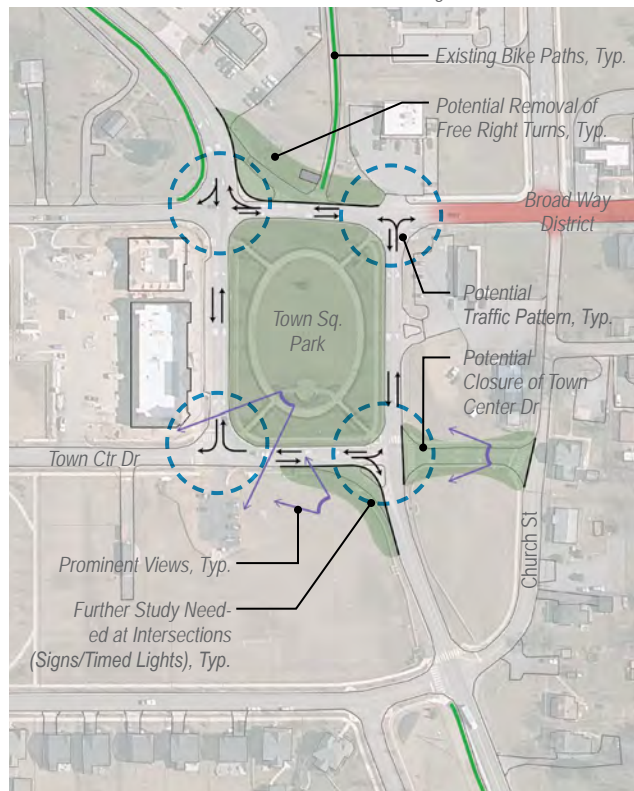 Existing Bike Paths, Typ.
Potential Removal of
Free Right Turns, Typ.
Broad Way
District
Potential
Traffic Pattern, Typ.
Town Sq.
Park
Potential
Closure of Town
Center Dr
Town Ctr Dr
Church St
Prominent Views, Typ.
Further Study Need-
ed at Intersections
(Signs/Timed Lights), Typ.